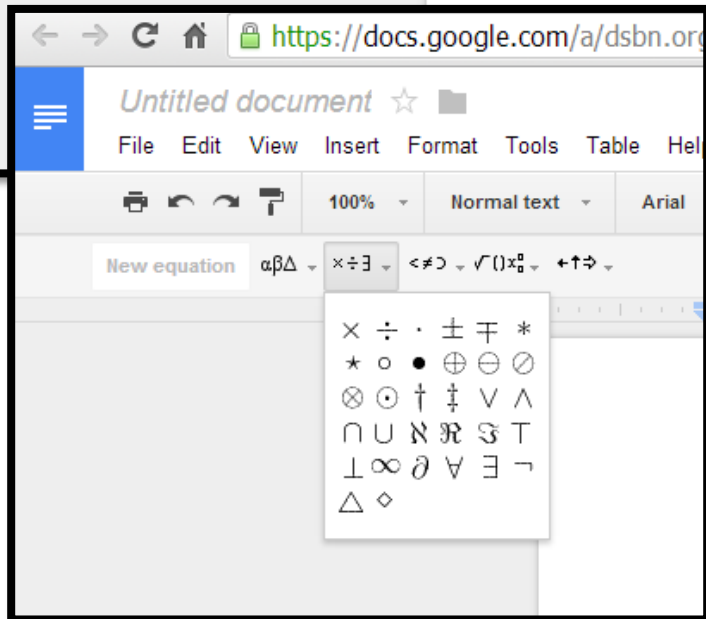 https://docs.google.com/a/dsbn.org
Untitled document
File Edit View Insert Format Tools Table Help
100% Normal text Arial
New equation αβΔ ×÷∃ <≠⊃ √()x ←↑⇒
× ÷ · ± ∓ *
⋆ ○ ● ⊕ ⊖ ⊘
⊗ ⊙ † ‡ ∨ ∧
∩ ∪ ℵ ℜ ℑ ⊤
⊥ ∞ ∂ ∀ ∃ ¬
△ ⋄